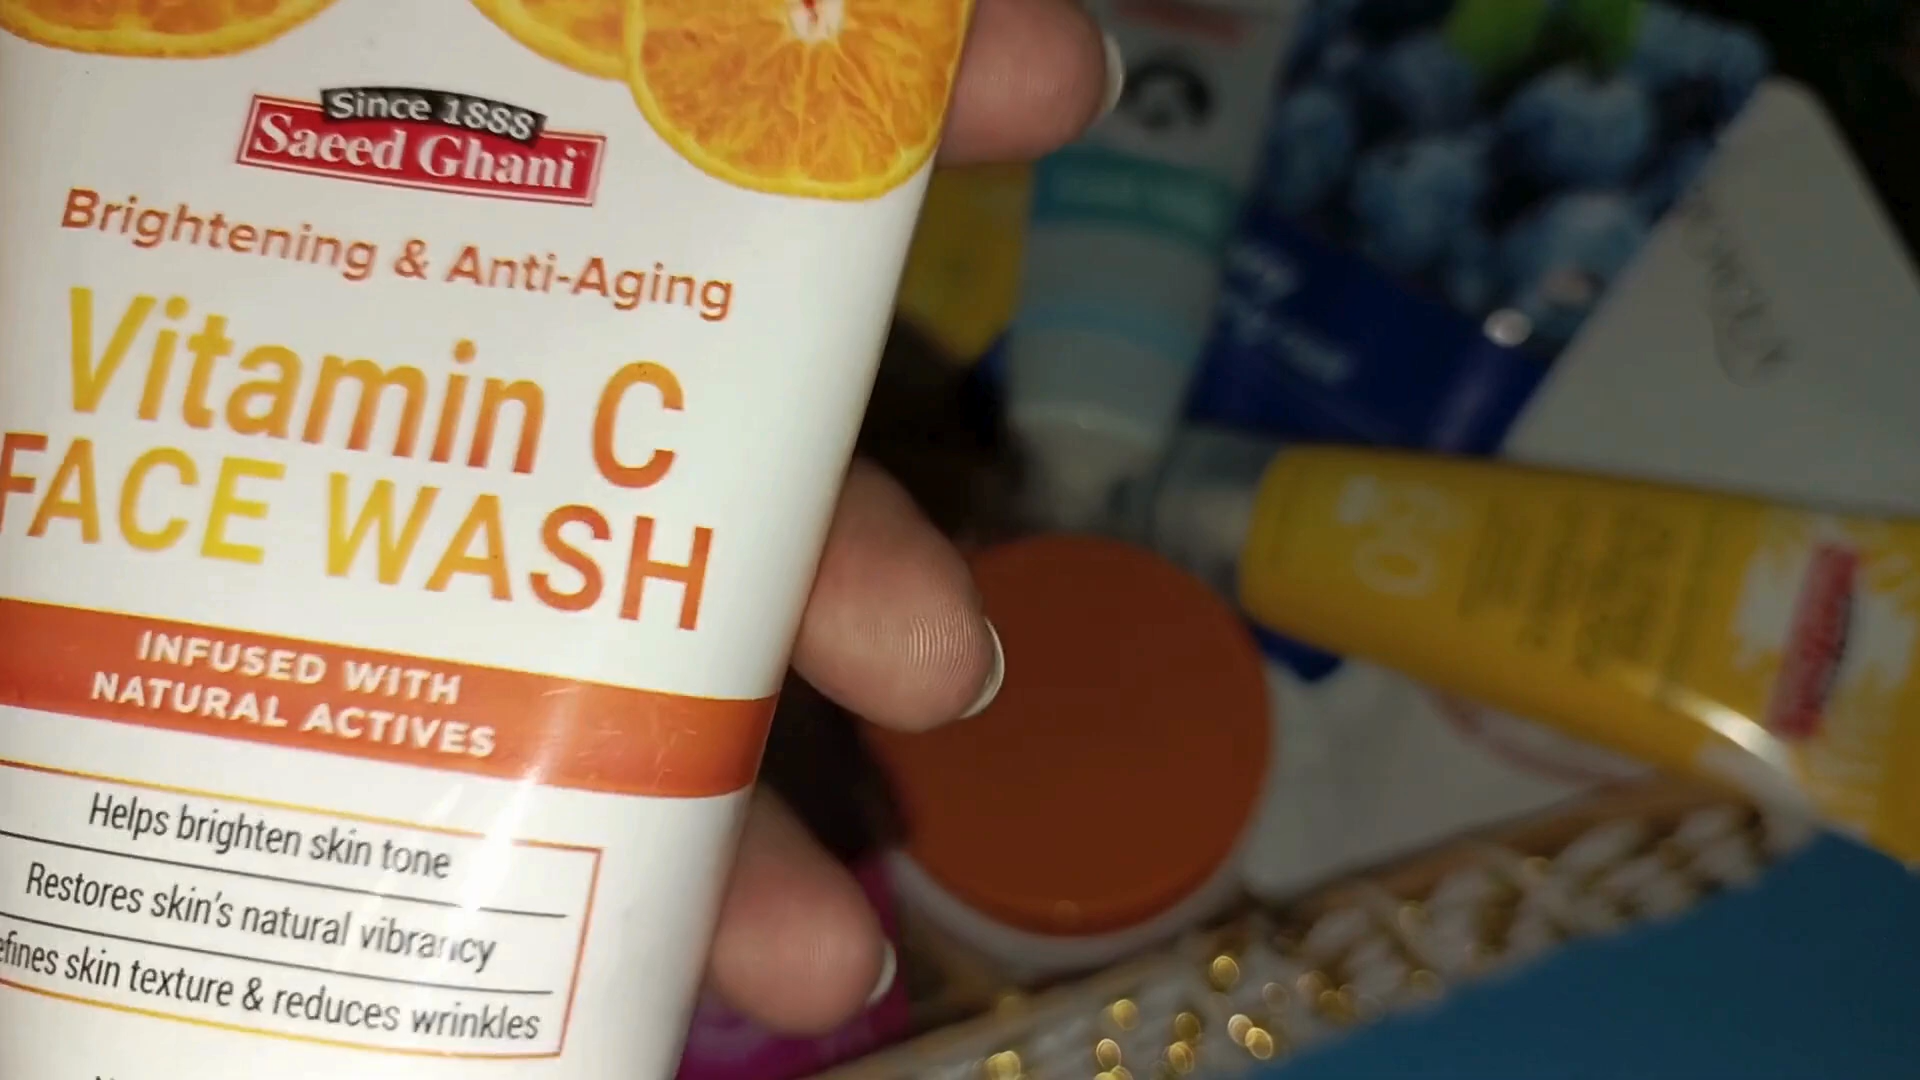 Since 1888
Saeed Ghani
Brightening & Anti-Aging
Vitamin C
FACE WASH
INFUSED WITH
NATURAL ACTIVES
Helps brighten skin tone
Restores skin's natural vibrancy
efines skin texture & reduces wrinkles